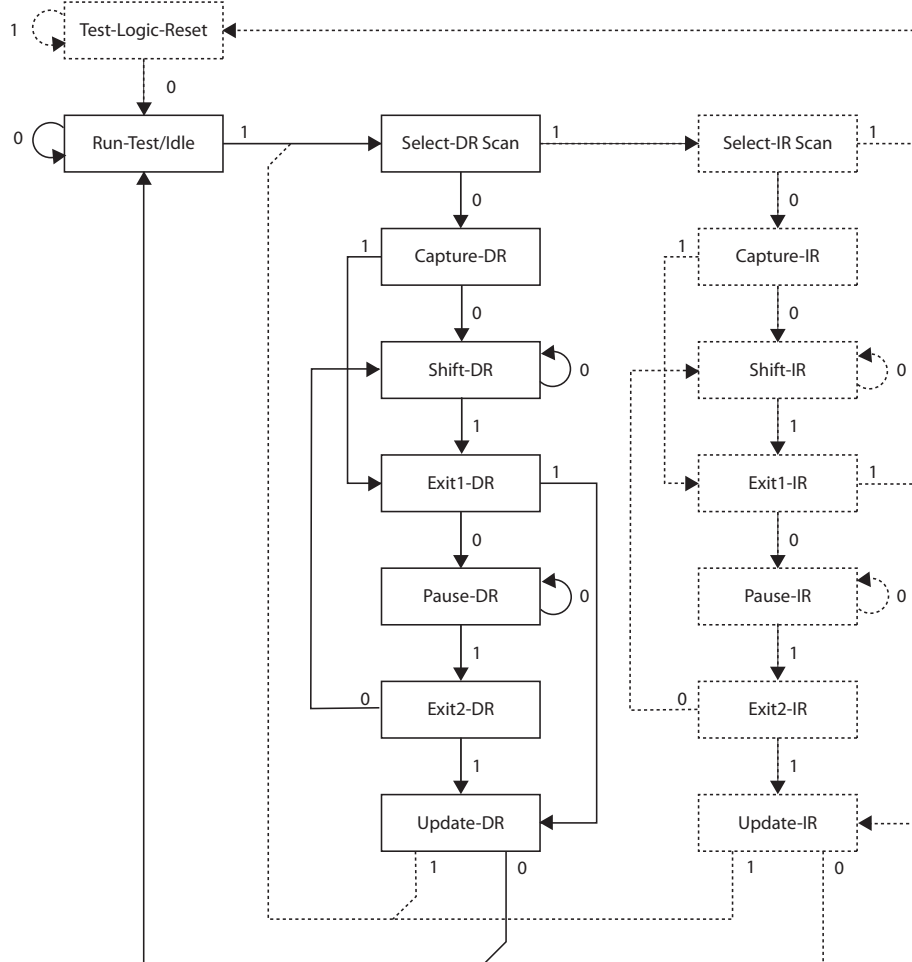 1
Test-Logic-Reset
0
0
Run-Test/Idle
1
Select-DR Scan
1
Select-IR Scan
1
0
0
1
Capture-DR
1
Capture-IR
0
0
Shift-DR
0
Shift-IR
0
1
1
Exit1-DR
1
Exit1-IR
1
0
0
Pause-DR
0
Pause-IR
0
1
1
0
Exit2-DR
0
Exit2-IR
1
1
Update-DR
Update-IR
1
0
1
0